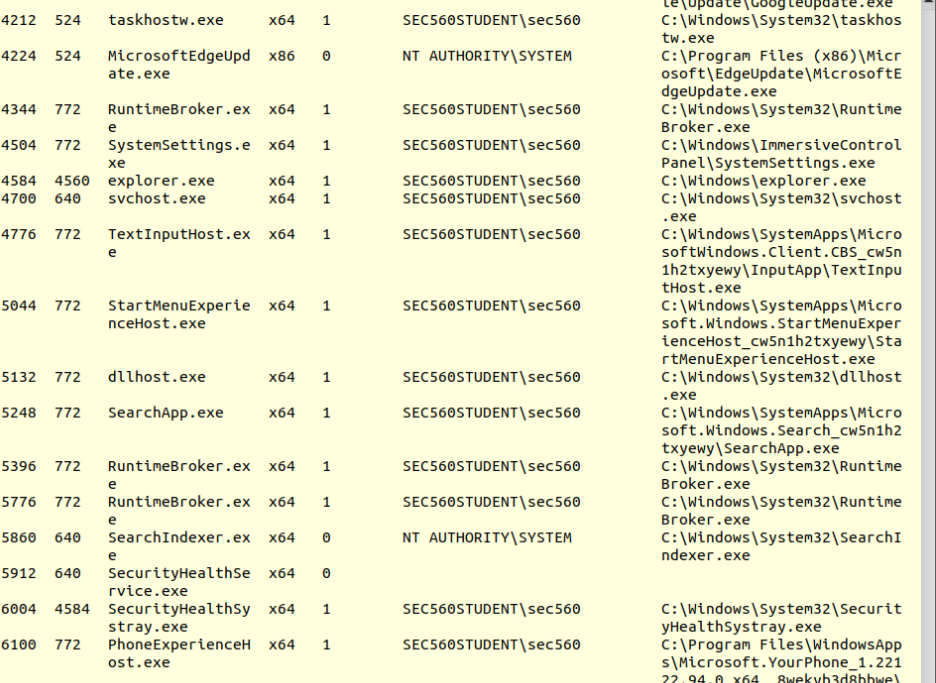 te\Update\GoogleUpdate.exe
4212 524 taskhostw.exe x64 1 SEC560STUDENT\sec560 C:\Windows\System32\taskhos
tw.exe
4224 524 MicrosoftEdgeUpd x86 0 NT AUTHORITY\SYSTEM C:\Program Files (x86)\Micr
ate.exe osoft\EdgeUpdate\MicrosoftE
dgeUpdate.exe
4344 772 RuntimeBroker.ex x64 1 SEC560STUDENT\sec560 C:\Windows\System32\Runtime
e Broker.exe
4504 772 SystemSettings.e x64 1 SEC560STUDENT\sec560 C:\Windows\ImmersiveControl
xe Panel\SystemSettings.exe
4584 4560 explorer.exe x64 1 SEC560STUDENT\sec560 C:\Windows\explorer.exe
4700 640 svchost.exe x64 1 SEC560STUDENT\sec560 C:\Windows\System32\svchost
.exe
4776 772 TextInputHost.ex x64 1 SEC560STUDENT\sec560 C:\Windows\SystemApps\Micro
e softWindows.Client.CBS_cw5n
1h2txyewy\InputApp\TextInpu
tHost.exe
5044 772 StartMenuExperie x64 1 SEC560STUDENT\sec560 C:\Windows\SystemApps\Micro
nceHost.exe soft.Windows.StartMenuExper
ienceHost_cw5n1h2txyewy\Sta
rtMenuExperienceHost.exe
5132 772 dllhost.exe x64 1 SEC560STUDENT\sec560 C:\Windows\System32\dllhost
.exe
5248 772 SearchApp.exe x64 1 SEC560STUDENT\sec560 C:\Windows\SystemApps\Micro
soft.Windows.Search_cw5n1h2
txyewy\SearchApp.exe
5396 772 RuntimeBroker.ex x64 1 SEC560STUDENT\sec560 C:\Windows\System32\Runtime
e Broker.exe
5776 772 RuntimeBroker.ex x64 1 SEC560STUDENT\sec560 C:\Windows\System32\Runtime
e Broker.exe
5860 640 SearchIndexer.ex x64 0 NT AUTHORITY\SYSTEM C:\Windows\System32\SearchI
e ndexer.exe
5912 640 SecurityHealthSe x64 0
rvice.exe
6004 4584 SecurityHealthSy x64 1 SEC560STUDENT\sec560 C:\Windows\System32\Securit
stray.exe yHealthSystray.exe
6100 772 PhoneExperienceH x64 1 SEC560STUDENT\sec560 C:\Program Files\WindowsApp
ost.exe s\Microsoft.YourPhone_1.221
22.94.0_x64__8wekyb3d8bbwe\